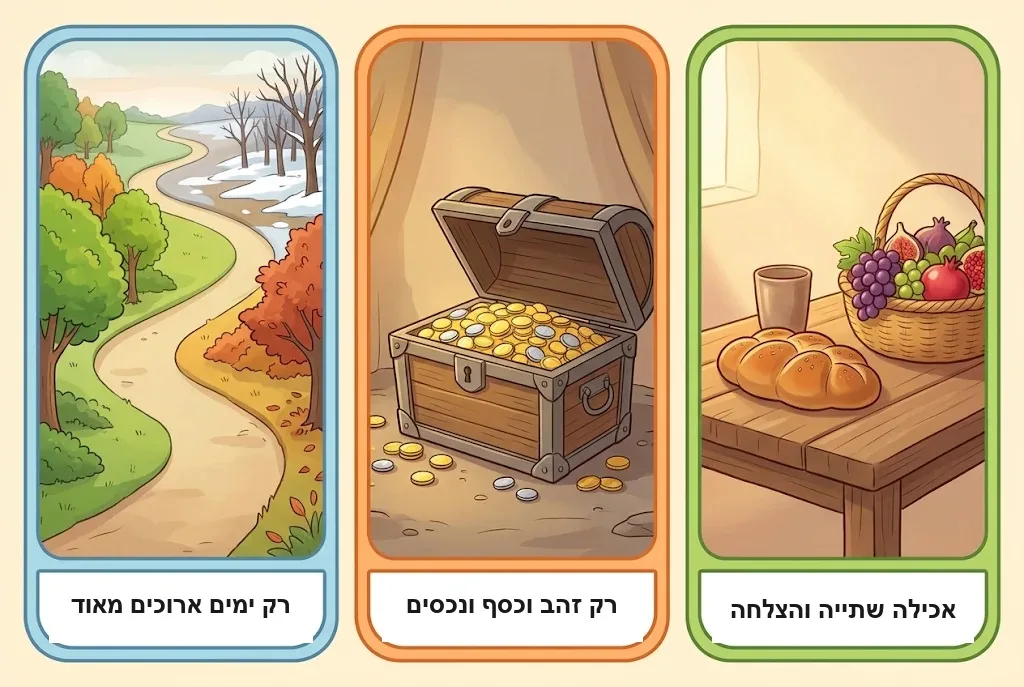 אכילה שתייה והצלחה
רק זהב וכסף ונכסים
רק ימים ארוכים מאוד